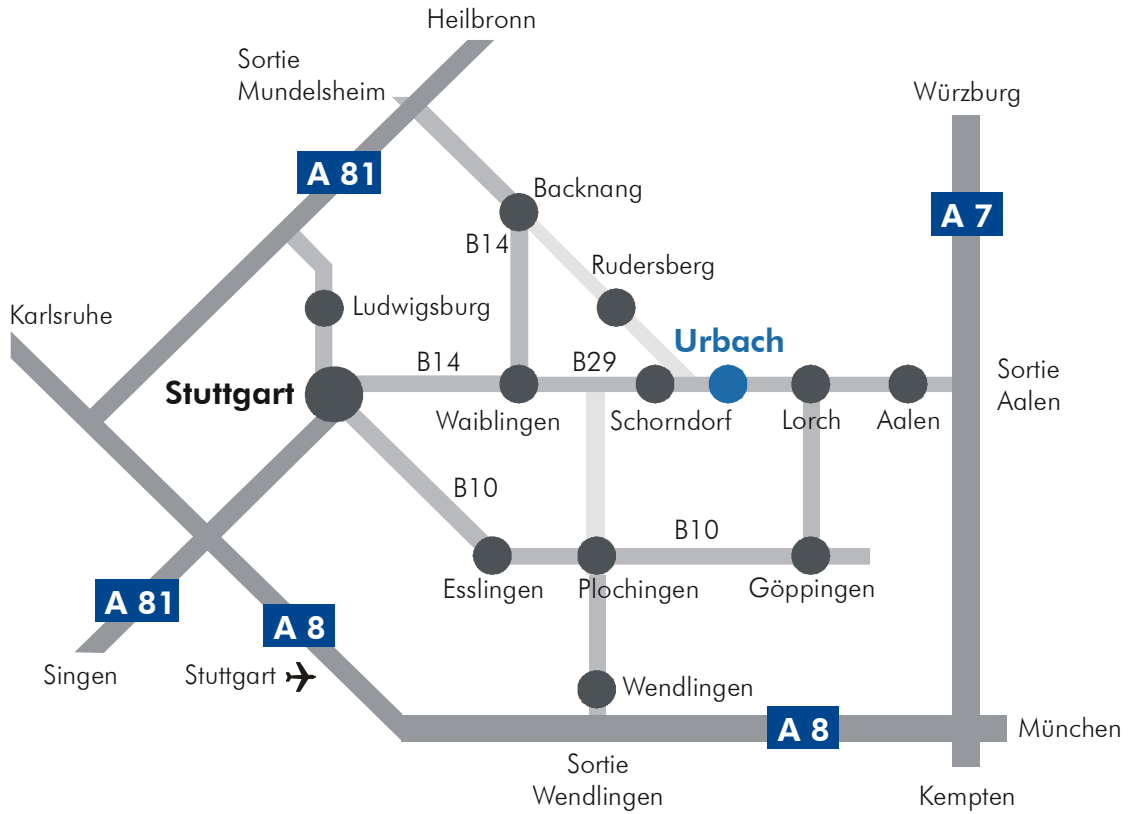 Heilbronn
Sortie
Mundelsheim
Würzburg
A 81
Backnang
A 7
B14
Rudersberg
Karlsruhe
Ludwigsburg
Urbach
B14
B29
Sortie
Aalen
Stuttgart
Waiblingen
Schorndorf
Lorch
Aalen
B10
B10
Esslingen
Plochingen
Göppingen
A 81
A 8
Singen
Stuttgart
Wendlingen
A 8
München
Sortie
Wendlingen
Kempten